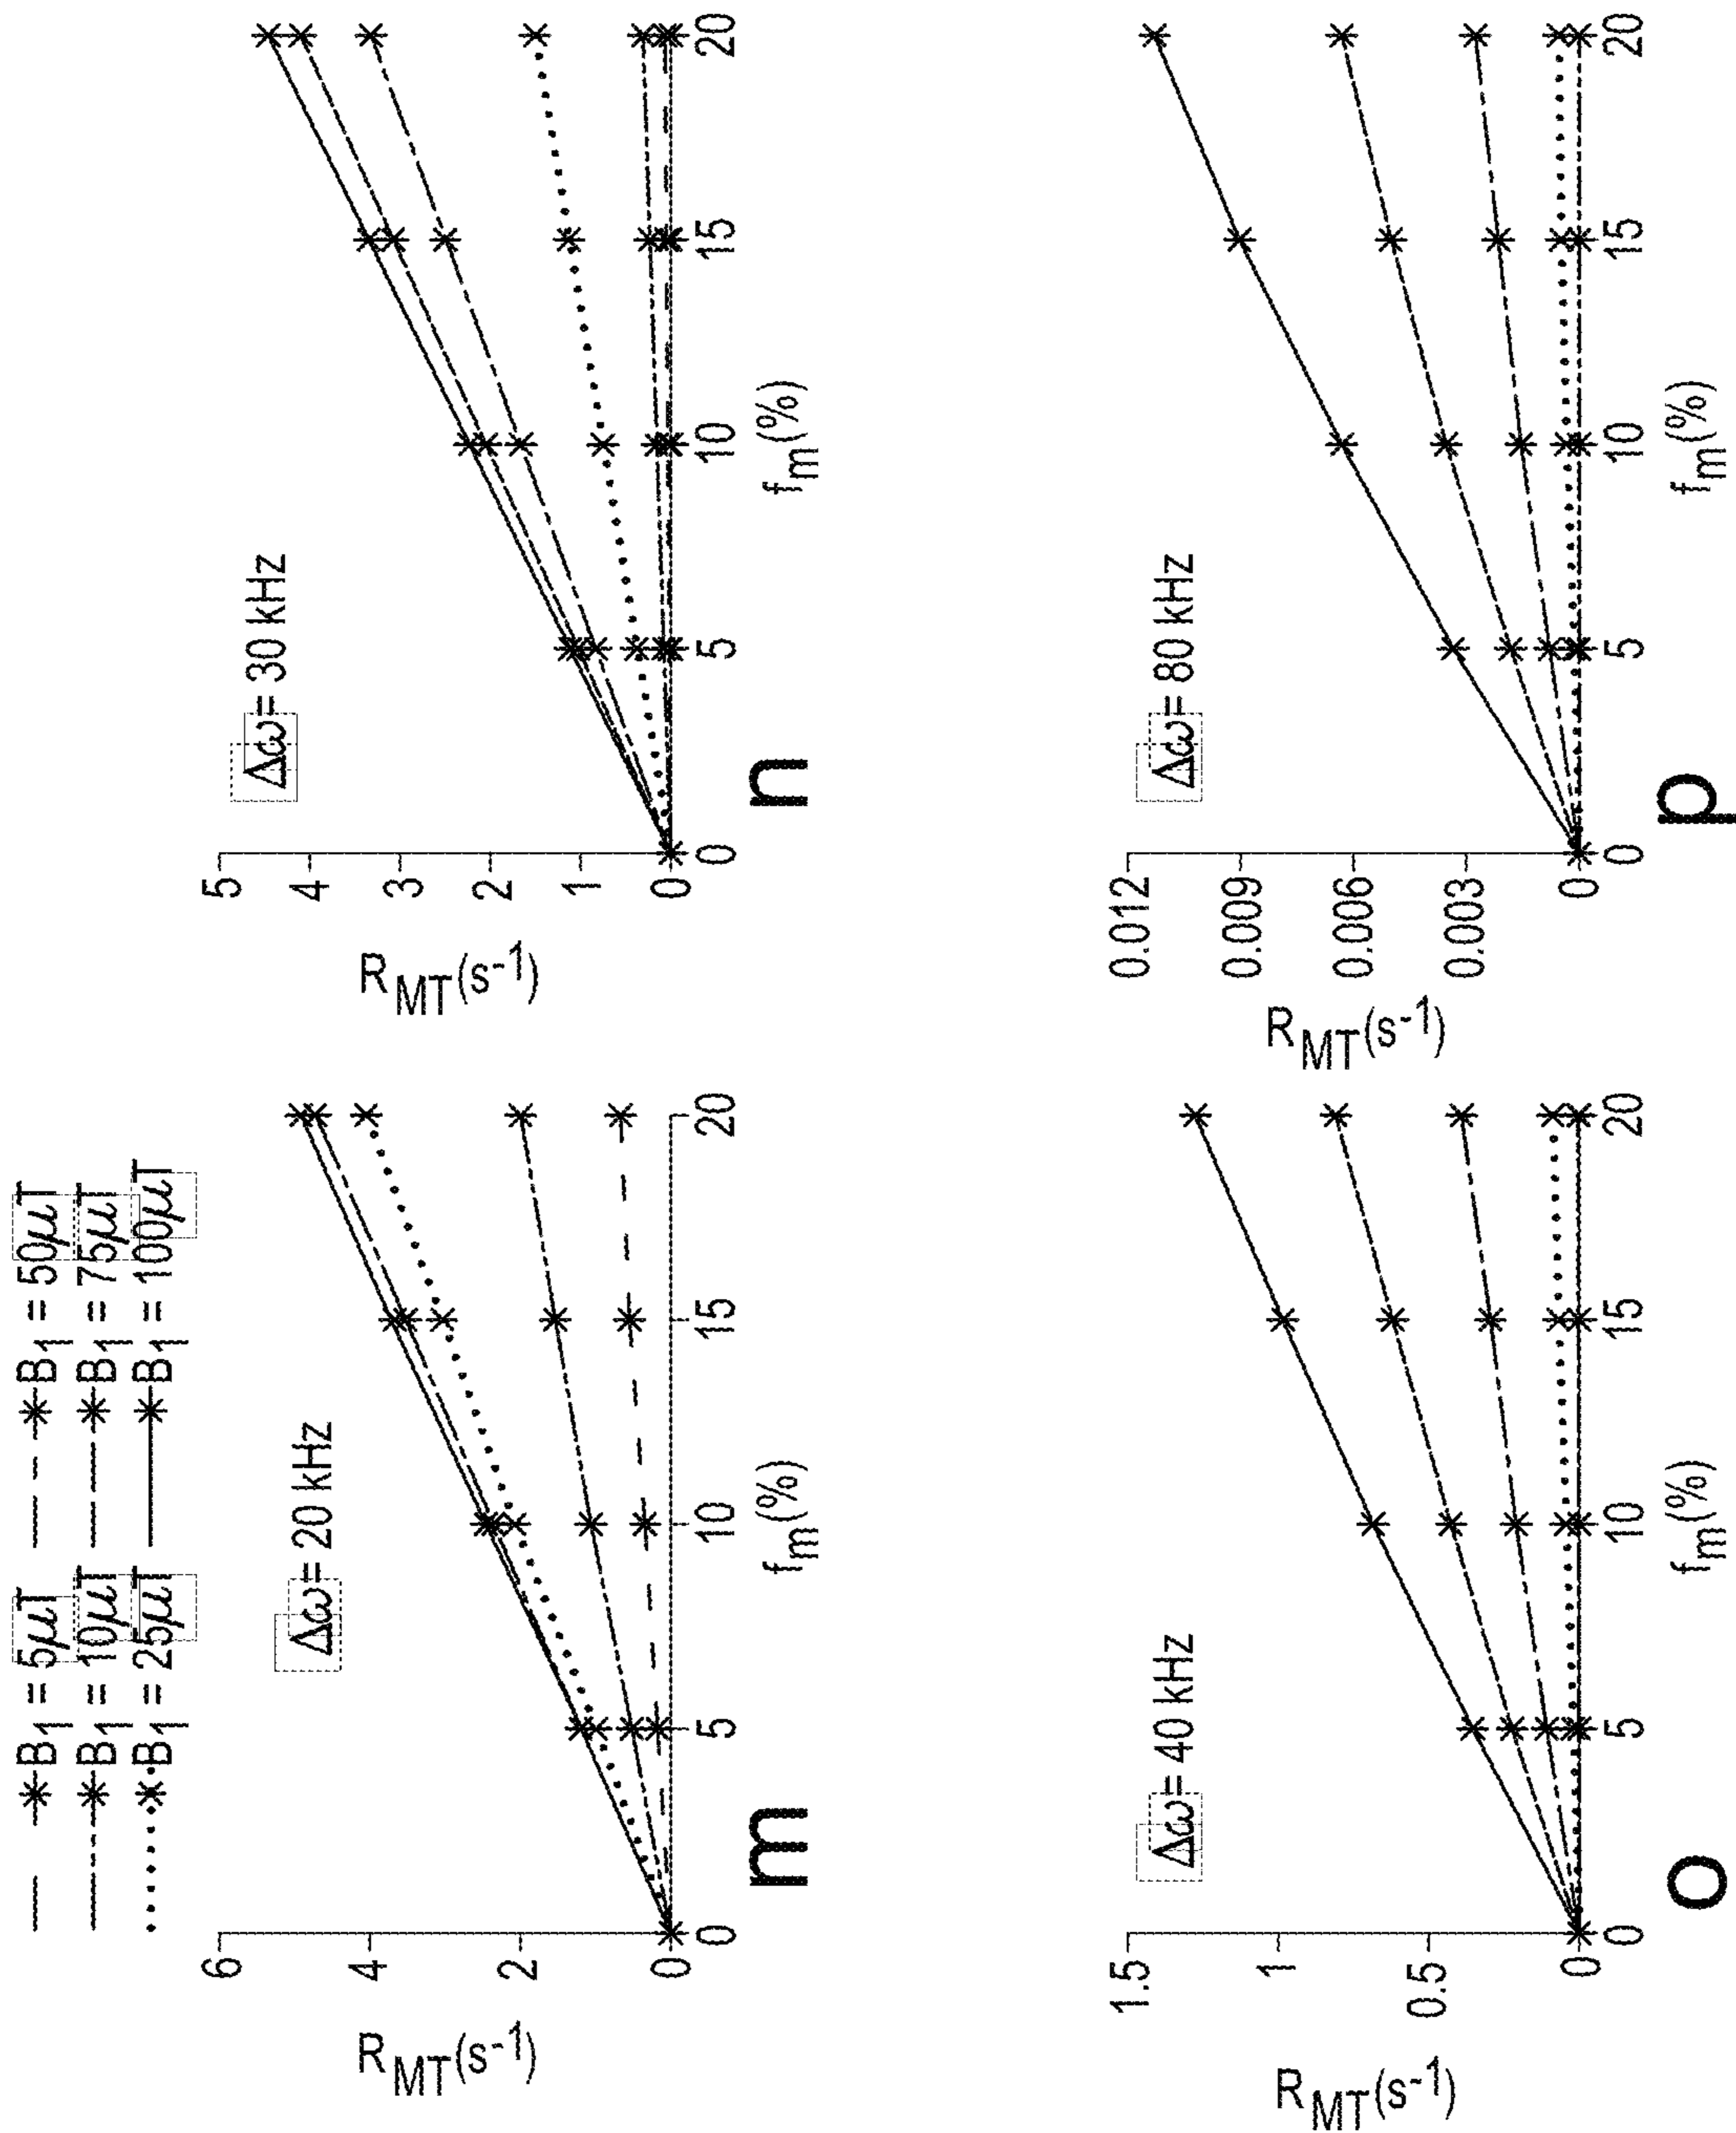 B1 = 5μT
B1 = 10μT
B1 = 25μT
B1 = 50μT
B1 = 75μT
B1 = 100μT
Δω= 20 kHz
6
4
2
0
RMT(s-1)
0
5
10
15
20
fm(%)
m
Δω= 30 kHz
5
4
3
2
1
0
RMT(s-1)
0
5
10
15
20
fm(%)
n
Δω= 40 kHz
1.5
1
0.5
0
RMT(s-1)
0
5
10
15
20
fm(%)
o
Δω= 80 kHz
0.012
0.009
0.006
0.003
0
RMT(s-1)
0
5
10
15
20
fm(%)
p